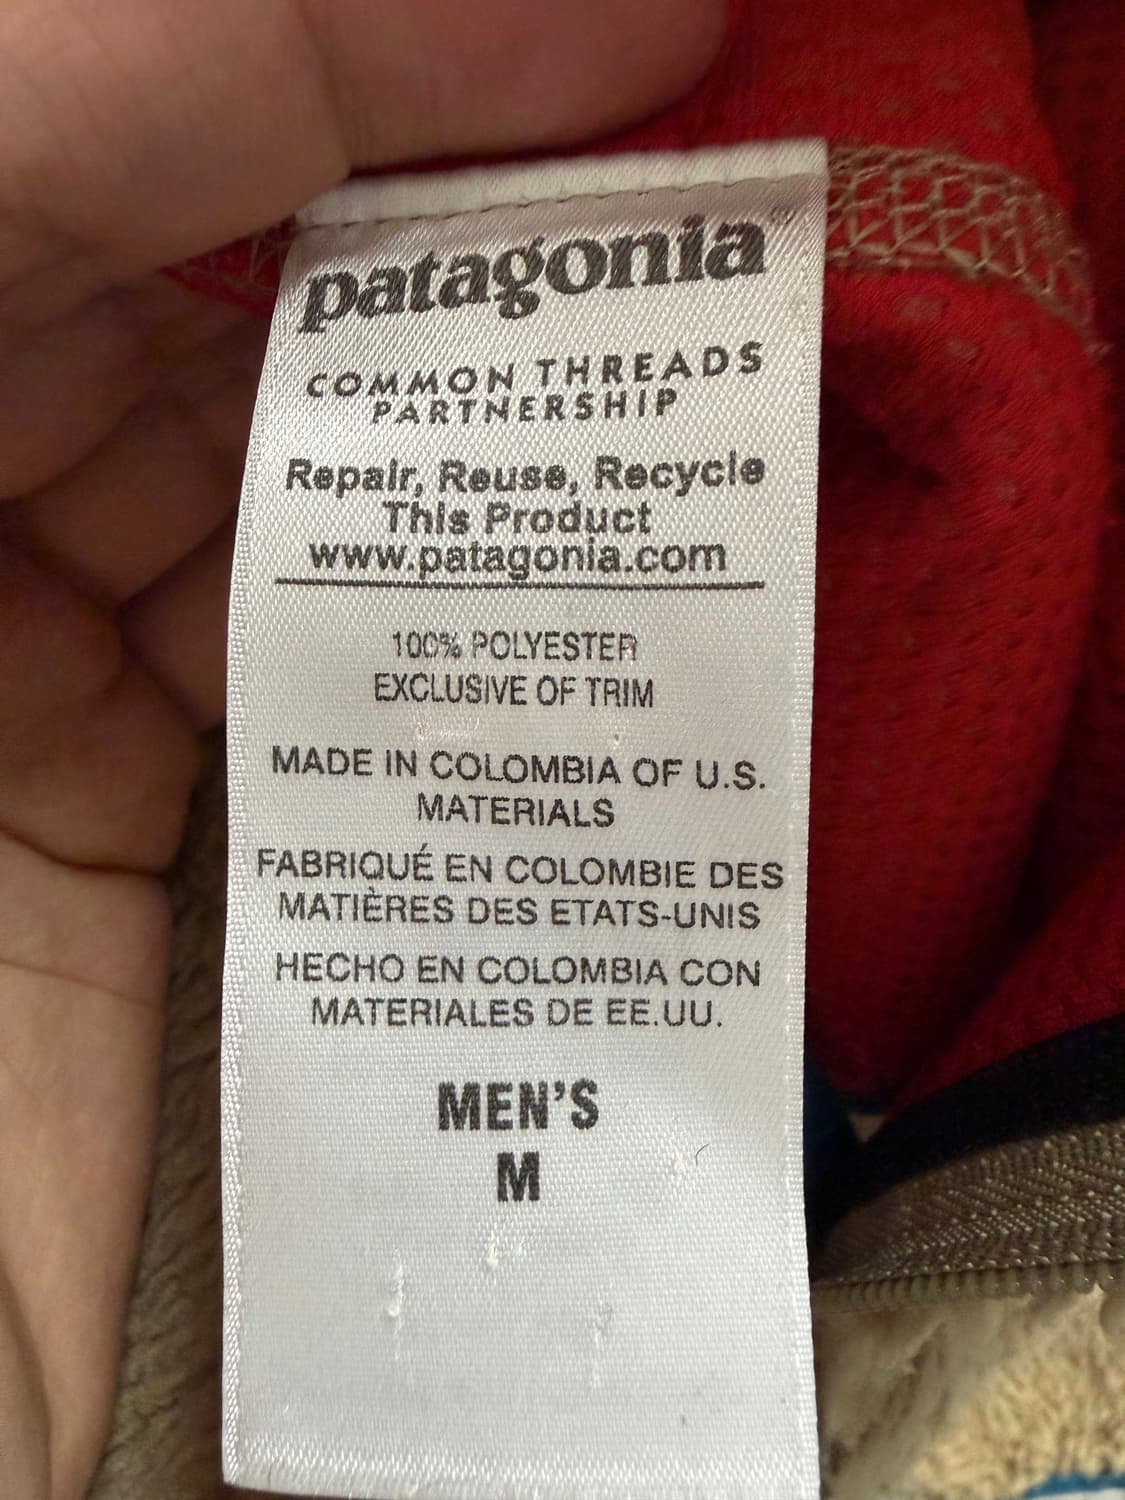 patagonia®
COMMON THREADS
PARTNERSHIP
Repair, Reuse, Recycle
This Product
www.patagonia.com
100% POLYESTER
EXCLUSIVE OF TRIM
MADE IN COLOMBIA OF U.S.
MATERIALS
FABRIQUÉ EN COLOMBIE DES
MATIÈRES DES ETATS-UNIS
HECHO EN COLOMBIA CON
MATERIALES DE EE.UU.
MEN'S
M